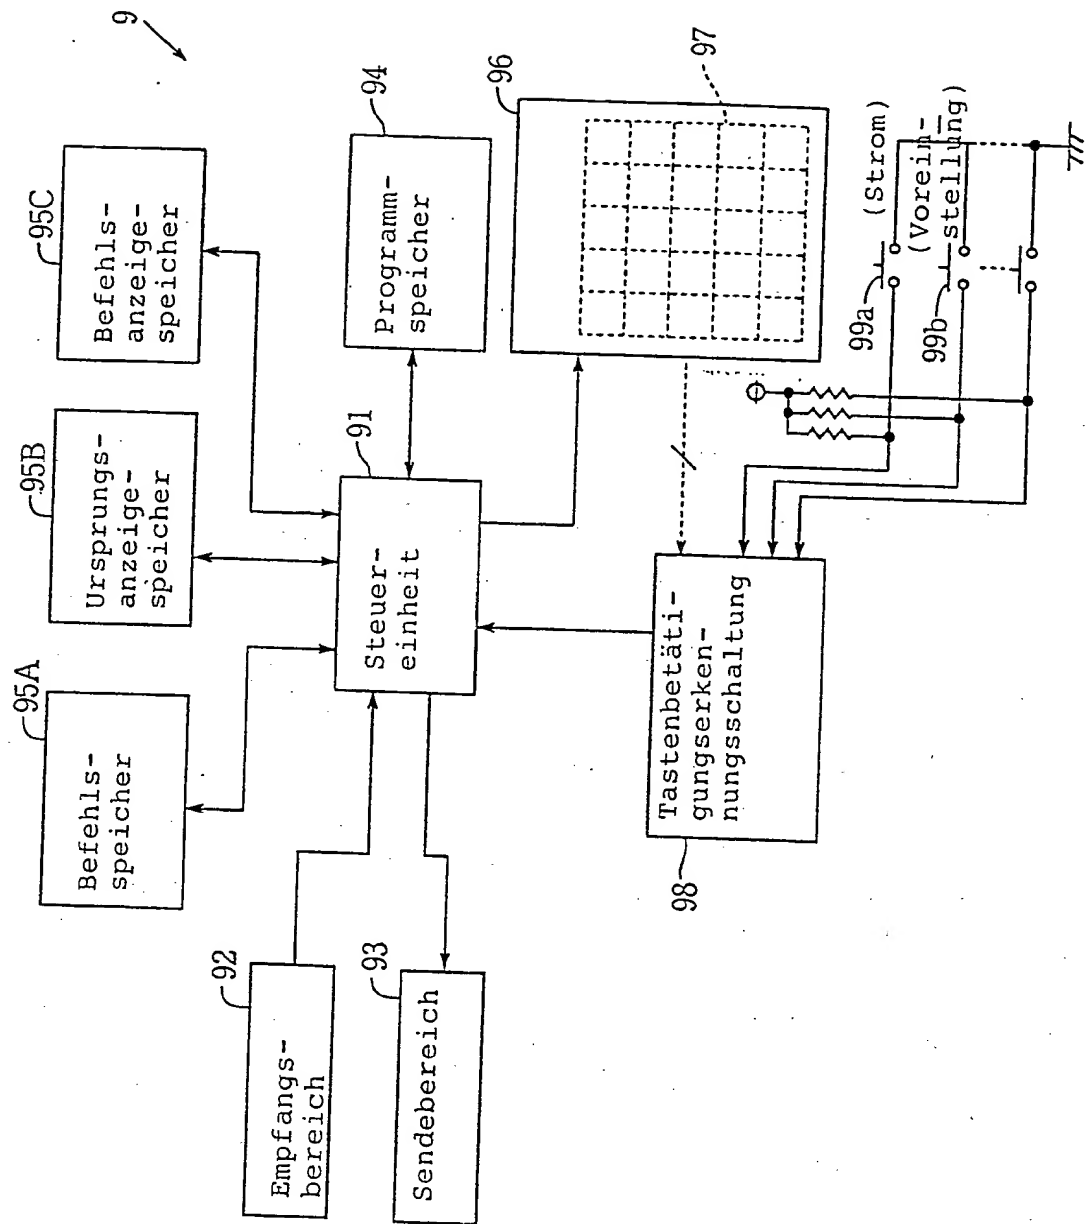 9
95A
Befehls-
speicher
95B
Ursprungs-
anzeige-
speicher
95C
Befehls-
anzeige-
speicher
92
Empfangs-
bereich
93
Sendebereich
91
Steuer-
einheit
94
Programm-
speicher
96
97
98
Tastenbetäti-
gungserken-
nungsschaltung
99a
(Strom)
99b
(Vorein-
stellung)